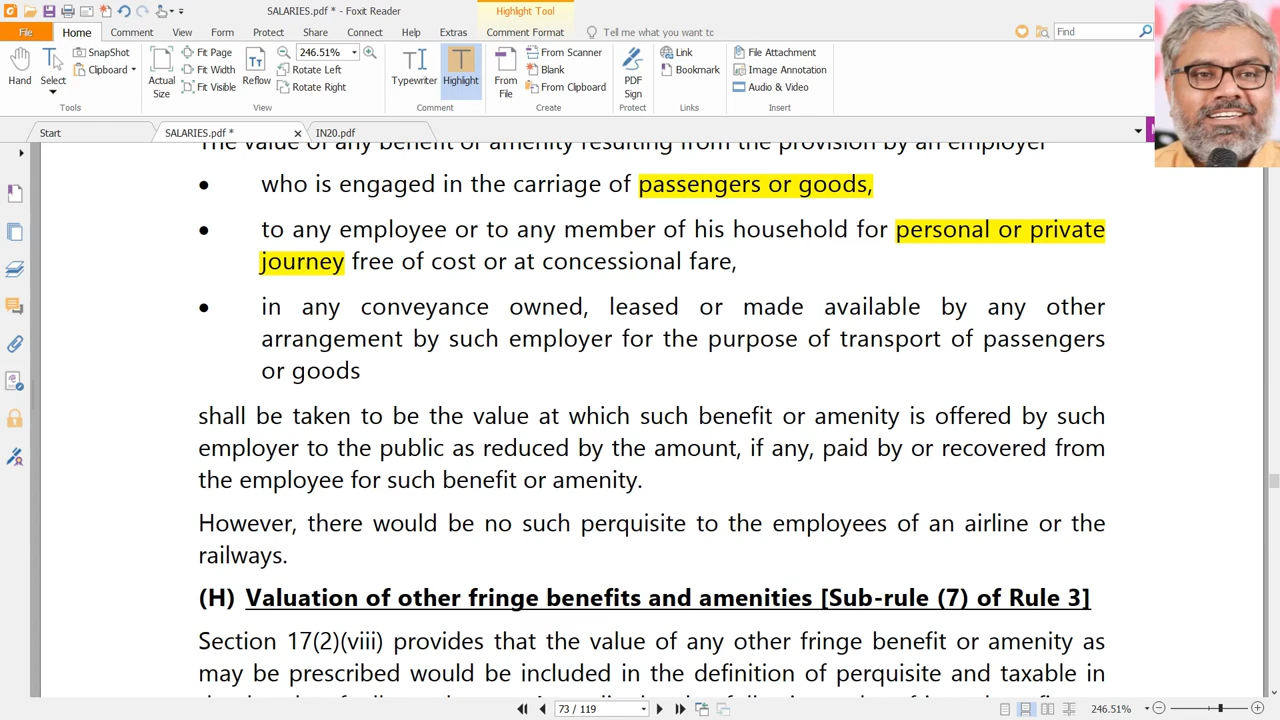 SALARIES.pdf * - Foxit Reader
Highlight Tool
File Home Comment View Form Protect Share Connect Help Extras Comment Format Tell me what you want to do
Find
Hand
Select
SnapShot
Clipboard
Tools
Actual Size
Fit Page
Fit Width
Fit Visible
Reflow
246.51%
Rotate Left
Rotate Right
View
Typewriter
Highlight
Comment
From File
From Scanner
Blank
From Clipboard
Create
PDF Sign
Protect
Link
Bookmark
Links
File Attachment
Image Annotation
Audio & Video
Insert
Start
SALARIES.pdf *
IN20.pdf
The value of any benefit or amenity resulting from the provision by an employer
• who is engaged in the carriage of passengers or goods,
• to any employee or to any member of his household for personal or private
journey free of cost or at concessional fare,
• in any conveyance owned, leased or made available by any other
arrangement by such employer for the purpose of transport of passengers
or goods
shall be taken to be the value at which such benefit or amenity is offered by such
employer to the public as reduced by the amount, if any, paid by or recovered from
the employee for such benefit or amenity.
However, there would be no such perquisite to the employees of an airline or the
railways.
(H) Valuation of other fringe benefits and amenities [Sub-rule (7) of Rule 3]
Section 17(2)(viii) provides that the value of any other fringe benefit or amenity as
may be prescribed would be included in the definition of perquisite and taxable in
73 / 119
246.51%